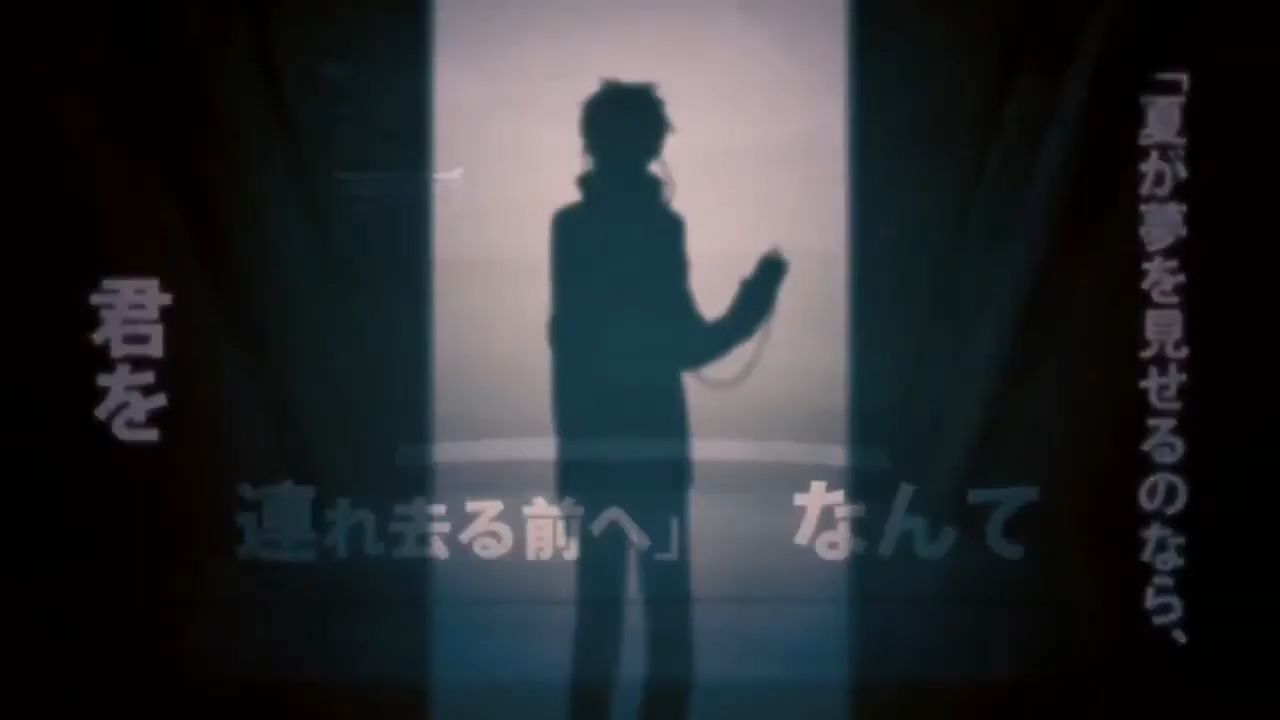 「夏が夢を見せるのなら、
君を
連れ去る前へ」
なんて